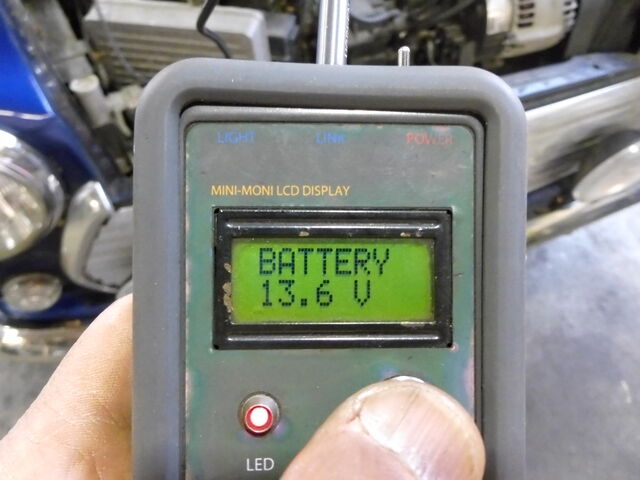 LIGHT LINK POWER
MINI-MONI LCD DISPLAY
BATTERY
13.6 V
LED